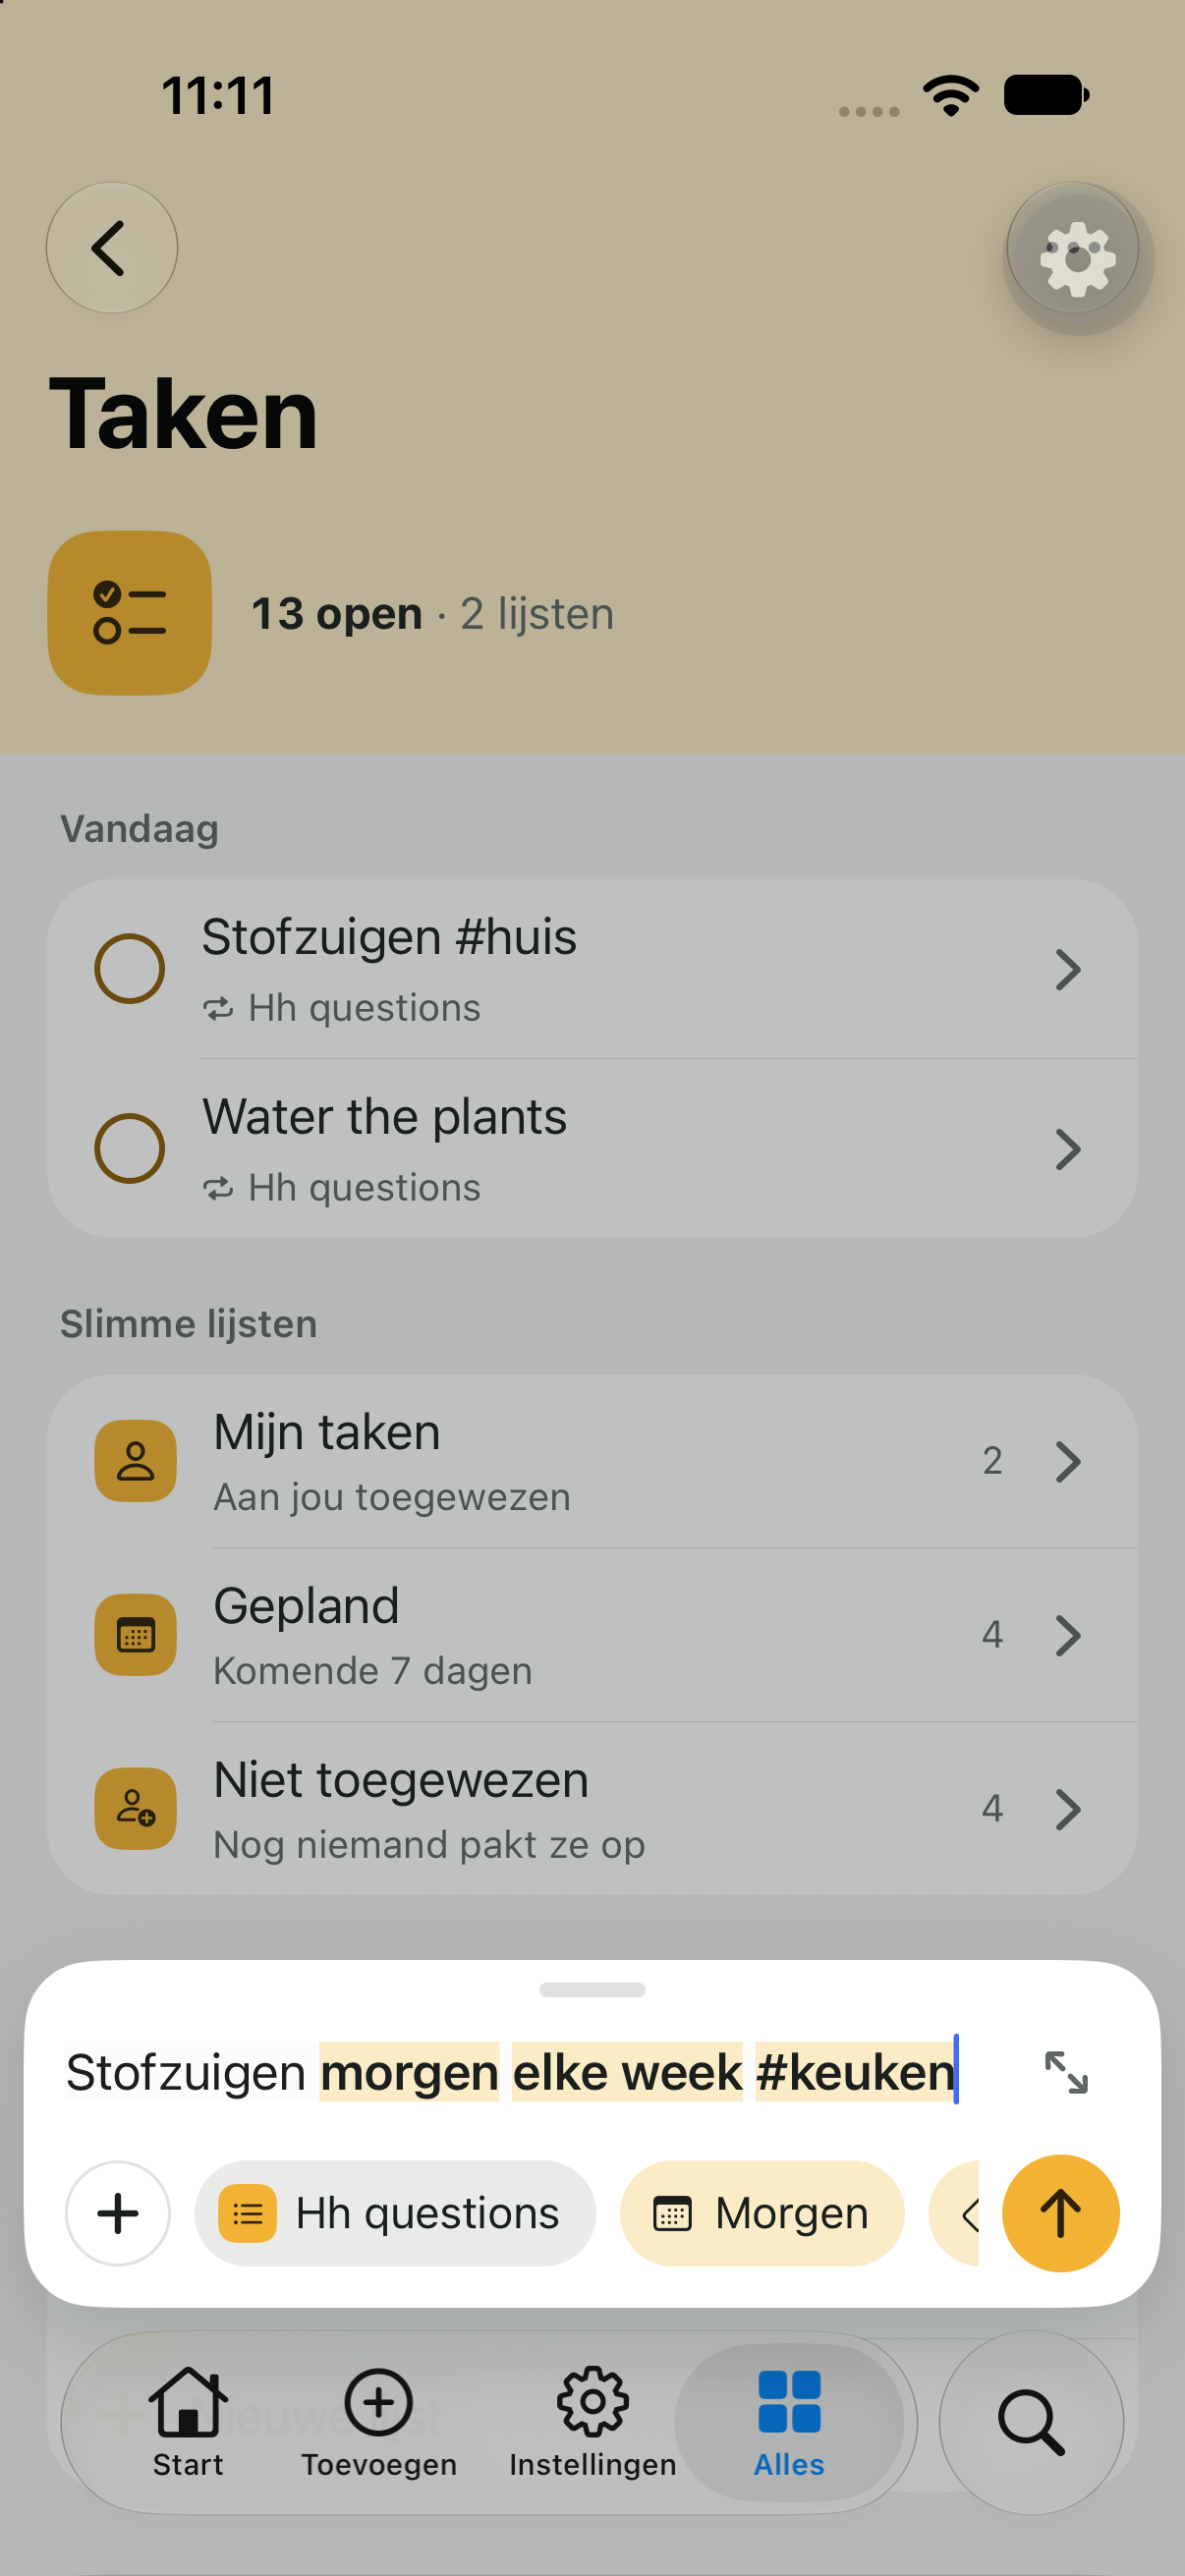 11:11
Taken
13 open · 2 lijsten
Vandaag
Stofzuigen #huis
Hh questions
Water the plants
Hh questions
Slimme lijsten
Mijn taken
2
Aan jou toegewezen
Gepland
4
Komende 7 dagen
Niet toegewezen
4
Nog niemand pakt ze op
Stofzuigen morgen elke week #keuken
Hh questions
Morgen
Start
Toevoegen
Instellingen
Alles